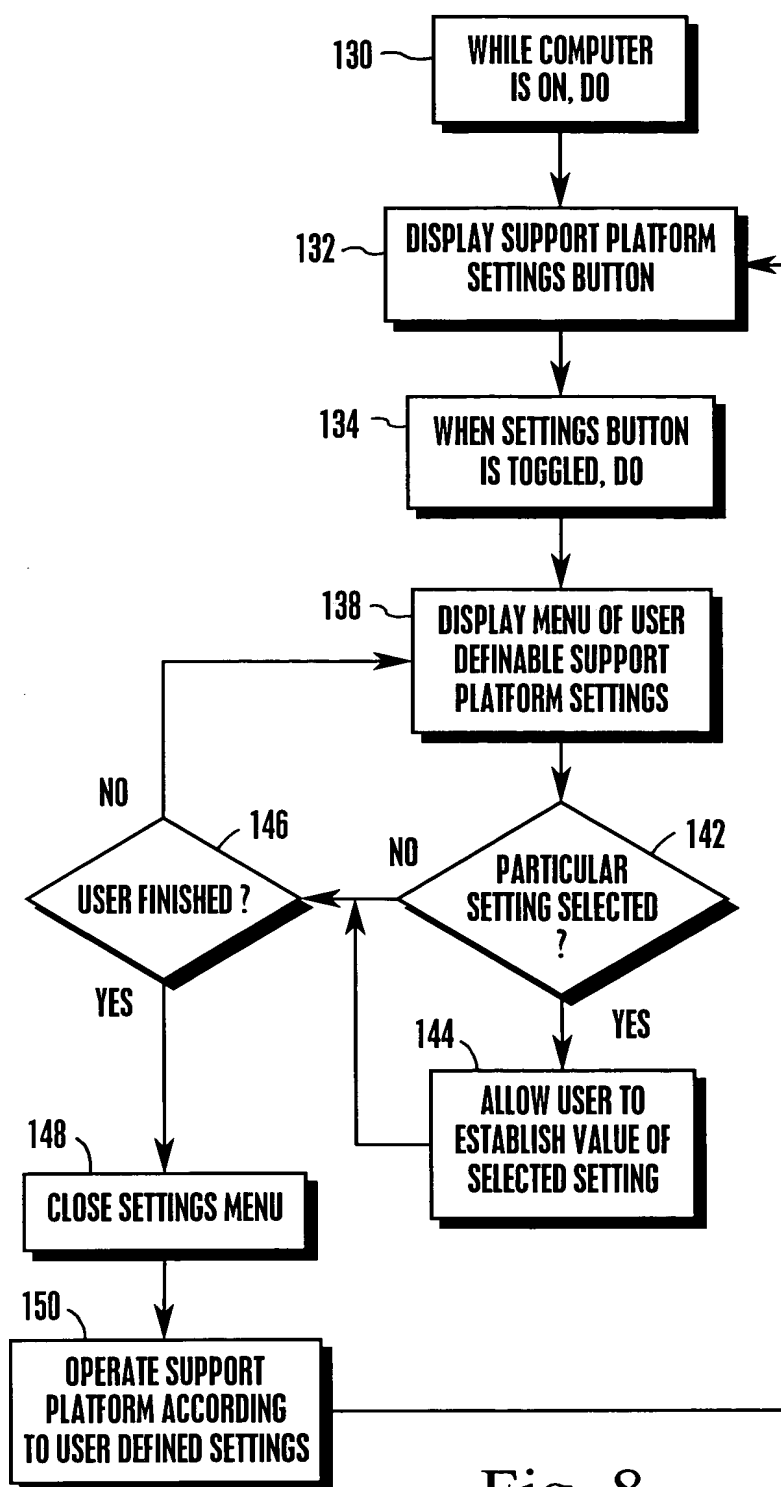 130
WHILE COMPUTER
IS ON, DO
132
DISPLAY SUPPORT PLATFORM
SETTINGS BUTTON
134
WHEN SETTINGS BUTTON
IS TOGGLED, DO
138
DISPLAY MENU OF USER
DEFINABLE SUPPORT
PLATFORM SETTINGS
NO
146
USER FINISHED ?
YES
NO
142
PARTICULAR
SETTING SELECTED
?
YES
144
ALLOW USER TO
ESTABLISH VALUE OF
SELECTED SETTING
148
CLOSE SETTINGS MENU
150
OPERATE SUPPORT
PLATFORM ACCORDING
TO USER DEFINED SETTINGS
Fig. 8